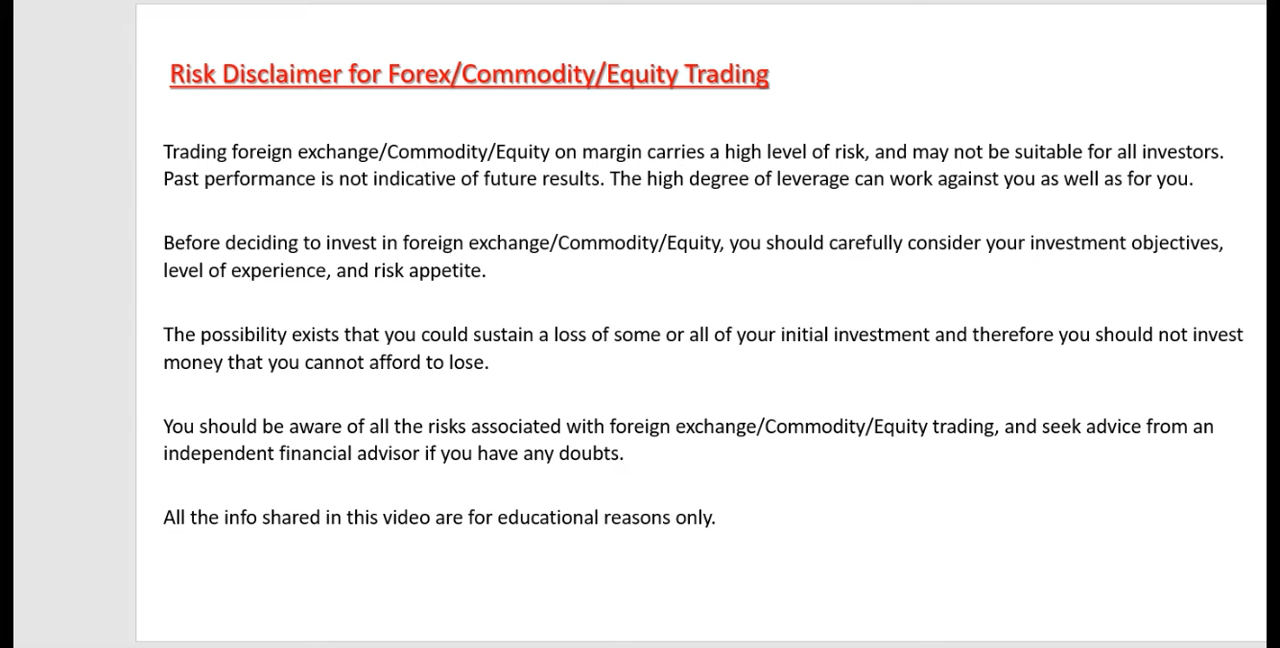 Risk Disclaimer for Forex/Commodity/Equity Trading
Trading foreign exchange/Commodity/Equity on margin carries a high level of risk, and may not be suitable for all investors.
Past performance is not indicative of future results. The high degree of leverage can work against you as well as for you.
Before deciding to invest in foreign exchange/Commodity/Equity, you should carefully consider your investment objectives,
level of experience, and risk appetite.
The possibility exists that you could sustain a loss of some or all of your initial investment and therefore you should not invest
money that you cannot afford to lose.
You should be aware of all the risks associated with foreign exchange/Commodity/Equity trading, and seek advice from an
independent financial advisor if you have any doubts.
All the info shared in this video are for educational reasons only.